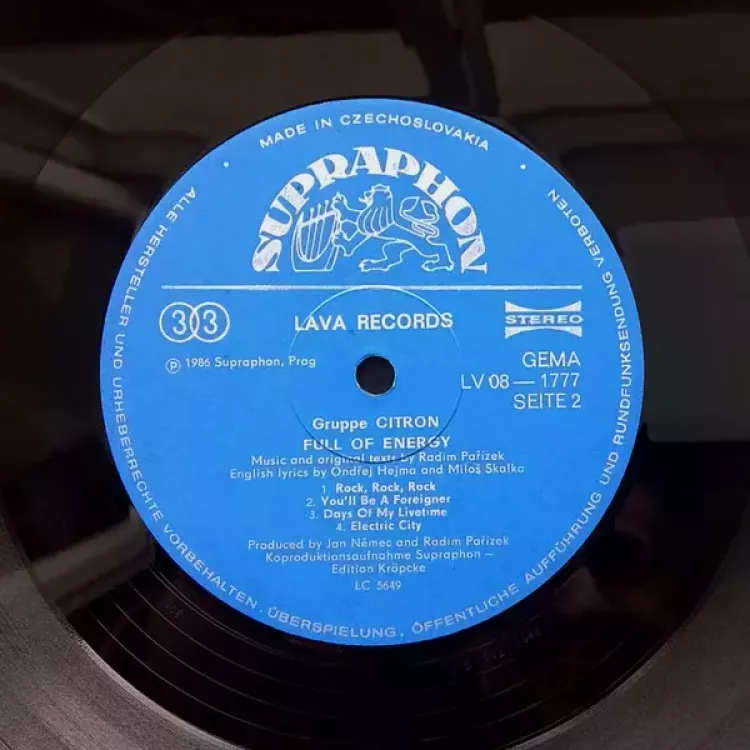 MADE IN CZECHOSLOVAKIA
SUPRAPHON
33
LAVA RECORDS
STEREO
℗ 1986 Supraphon, Prag
GEMA
LV 08 — 1777
SEITE 2
Gruppe CITRON
FULL OF ENERGY
Music and original texts by Radim Pařízek
English lyrics by Ondřej Hejma and Miloš Skalka
1. Rock, Rock, Rock
2. You'll Be A Foreigner
3. Days Of My Livetime
4. Electric City
Produced by Jan Němec and Radim Pařízek
Koproduktionsaufnahme Supraphon —
Edition Kröpcke
LC 5649
ALLE HERSTELLER UND URHEBERRECHTE VORBEHALTEN. ÜBERSPIELUNG. ÖFFENTLICHE AUFFÜHRUNG UND RUNDFUNKSENDUNG VERBOTEN